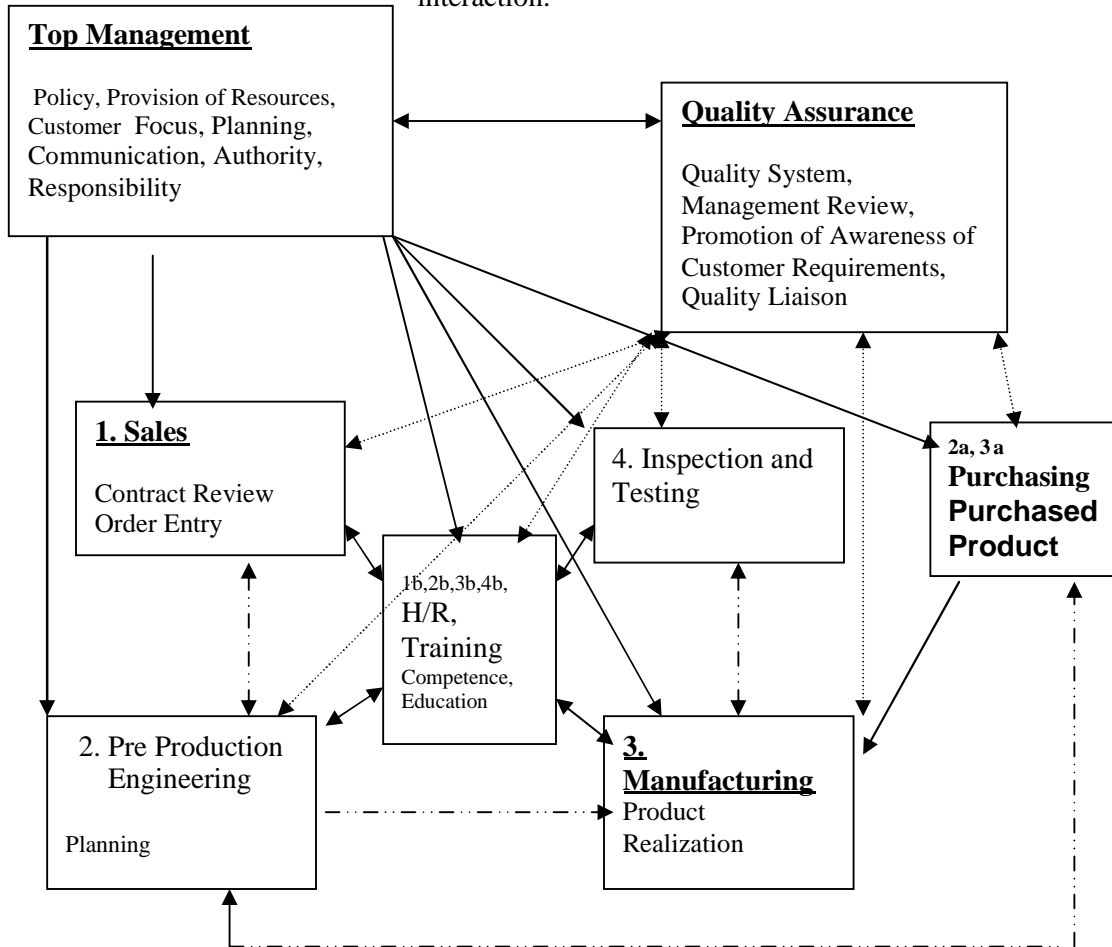 interaction.
Top Management
Policy, Provision of Resources,
Customer Focus, Planning,
Communication, Authority,
Responsibility
Quality Assurance
Quality System,
Management Review,
Promotion of Awareness of
Customer Requirements,
Quality Liaison
1. Sales
Contract Review
Order Entry
4. Inspection and
Testing
2a, 3a
Purchasing
Purchased
Product
1b,2b,3b,4b,
H/R,
Training
Competence,
Education
2. Pre Production
Engineering
Planning
3.
Manufacturing
Product
Realization